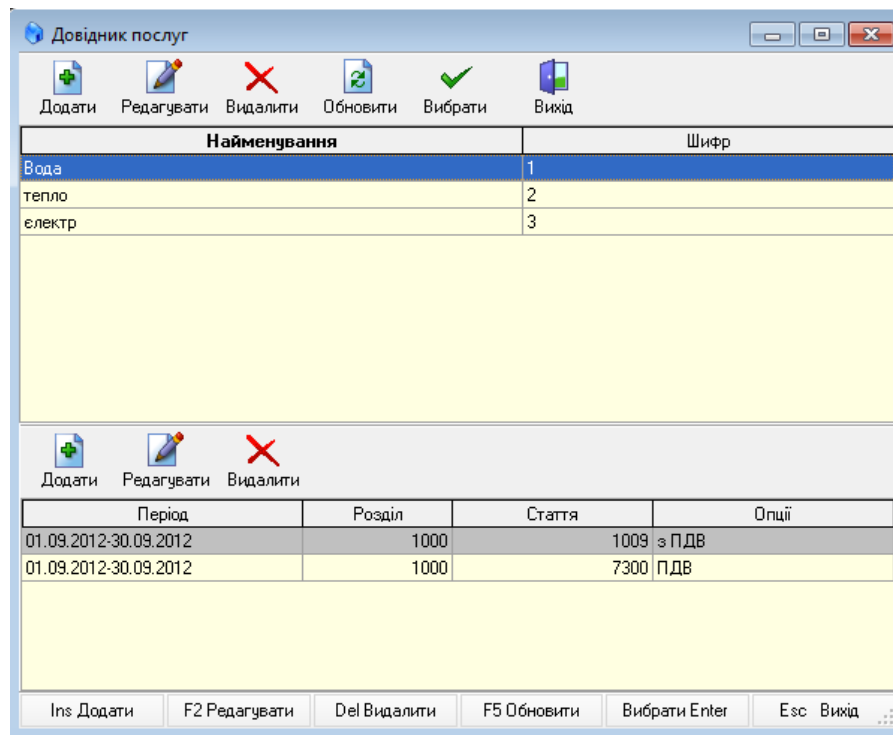 Довідник послуг
Додати Редагувати Видалити Обновити Вибрати Вихід
Найменування Шифр
Вода 1
тепло 2
єлектр 3
Додати Редагувати Видалити
Період Розділ Стаття Опції
01.09.2012-30.09.2012 1000 1009 з ПДВ
01.09.2012-30.09.2012 1000 7300 ПДВ
Ins Додати F2 Редагувати Del Видалити F5 Обновити Вибрати Enter Esc Вихід